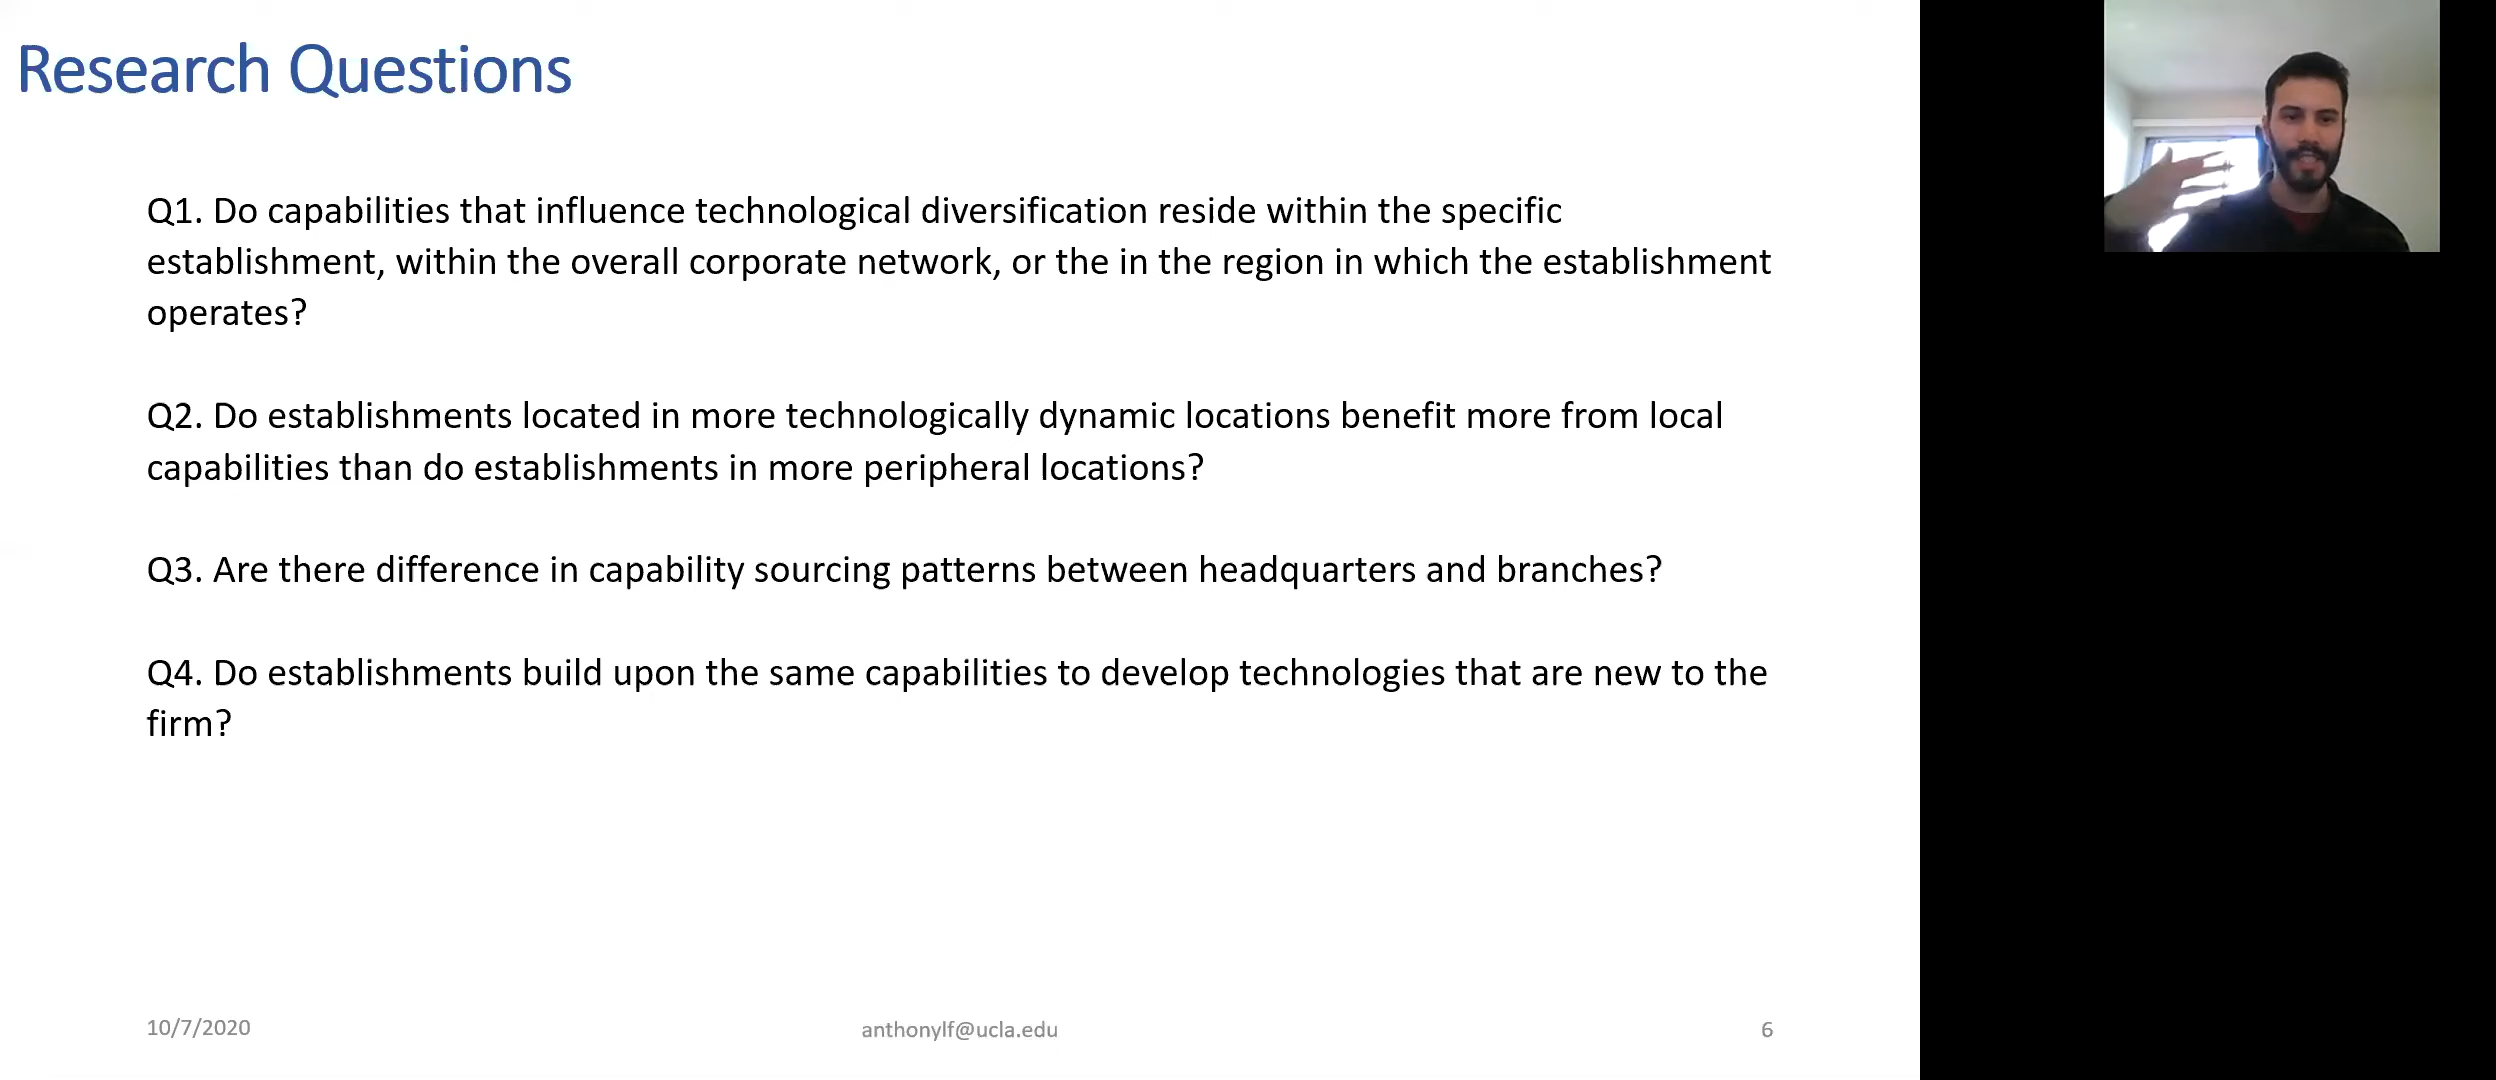 Research Questions
Q1. Do capabilities that influence technological diversification reside within the specific
establishment, within the overall corporate network, or the in the region in which the establishment
operates?
Q2. Do establishments located in more technologically dynamic locations benefit more from local
capabilities than do establishments in more peripheral locations?
Q3. Are there difference in capability sourcing patterns between headquarters and branches?
Q4. Do establishments build upon the same capabilities to develop technologies that are new to the
firm?
10/7/2020
anthonylf@ucla.edu
6